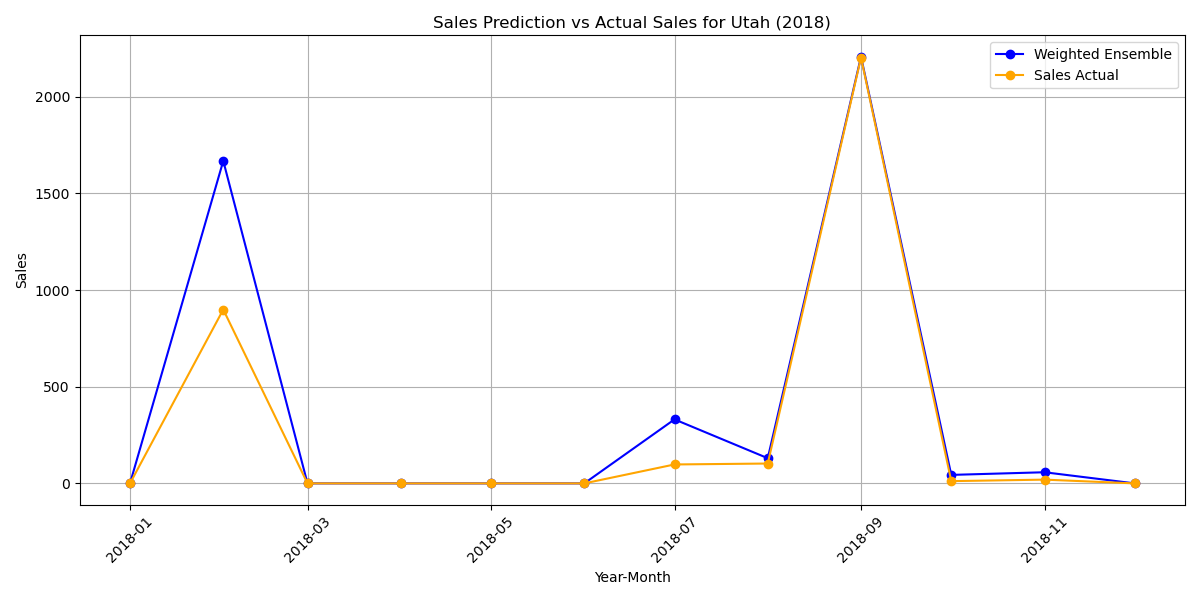 Sales Prediction vs Actual Sales for Utah (2018)
Weighted Ensemble
Sales Actual
2000
1500
1000
500
0
Sales
2018-01
2018-03
2018-05
2018-07
2018-09
2018-11
Year-Month